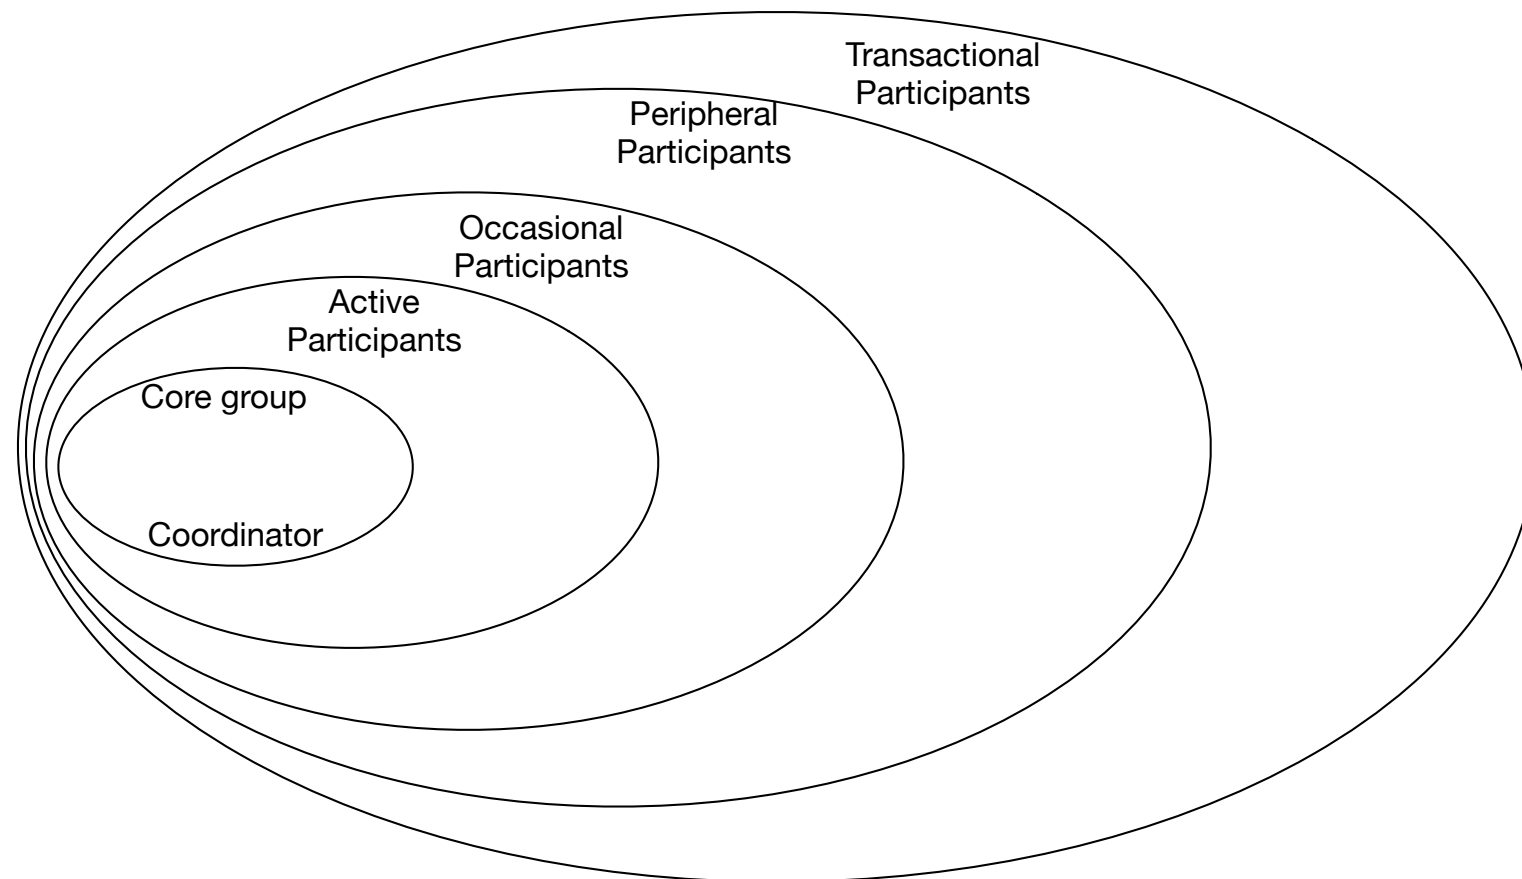 Transactional
Participants
Peripheral
Participants
Occasional
Participants
Active
Participants
Core group
Coordinator